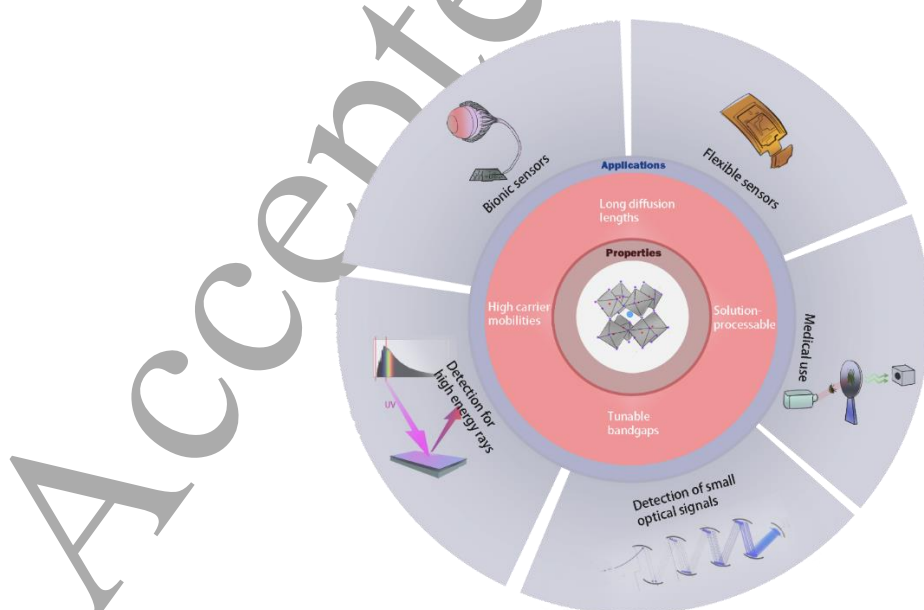 Accepte
Bionic sensors
Flexible sensors
Applications
Long diffusion
lengths
Properties
High carrier
mobilities
Solution-
processable
Medical use
Detection for
high energy rays
UV
Tunable
bandgaps
Detection of small
optical signals